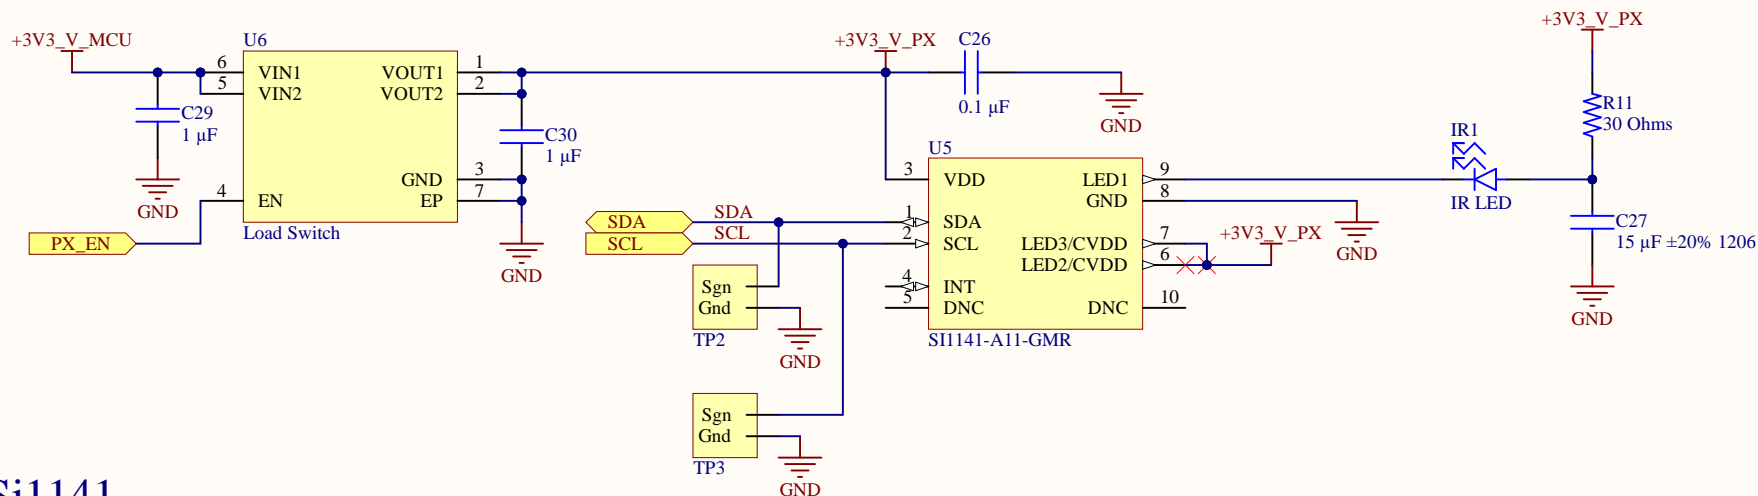 +3V3_V_MCU
U6
6 VIN1 VOUT1 1
5 VIN2 VOUT2 2
GND 3
4 EN EP 7
Load Switch
C29
1 µF
GND
PX_EN
C30
1 µF
GND
+3V3_V_PX
C26
0.1 µF
GND
U5
3 VDD LED1 9
GND 8
1 SDA
2 SCL LED3/CVDD 7
LED2/CVDD 6
4 INT
5 DNC DNC 10
SI1141-A11-GMR
SDA SDA
SCL SCL
Sgn
Gnd
TP2
GND
Sgn
Gnd
TP3
GND
GND
+3V3_V_PX
IR1
IR LED
+3V3_V_PX
R11
30 Ohms
C27
15 µF ±20% 1206
GND
Si1141